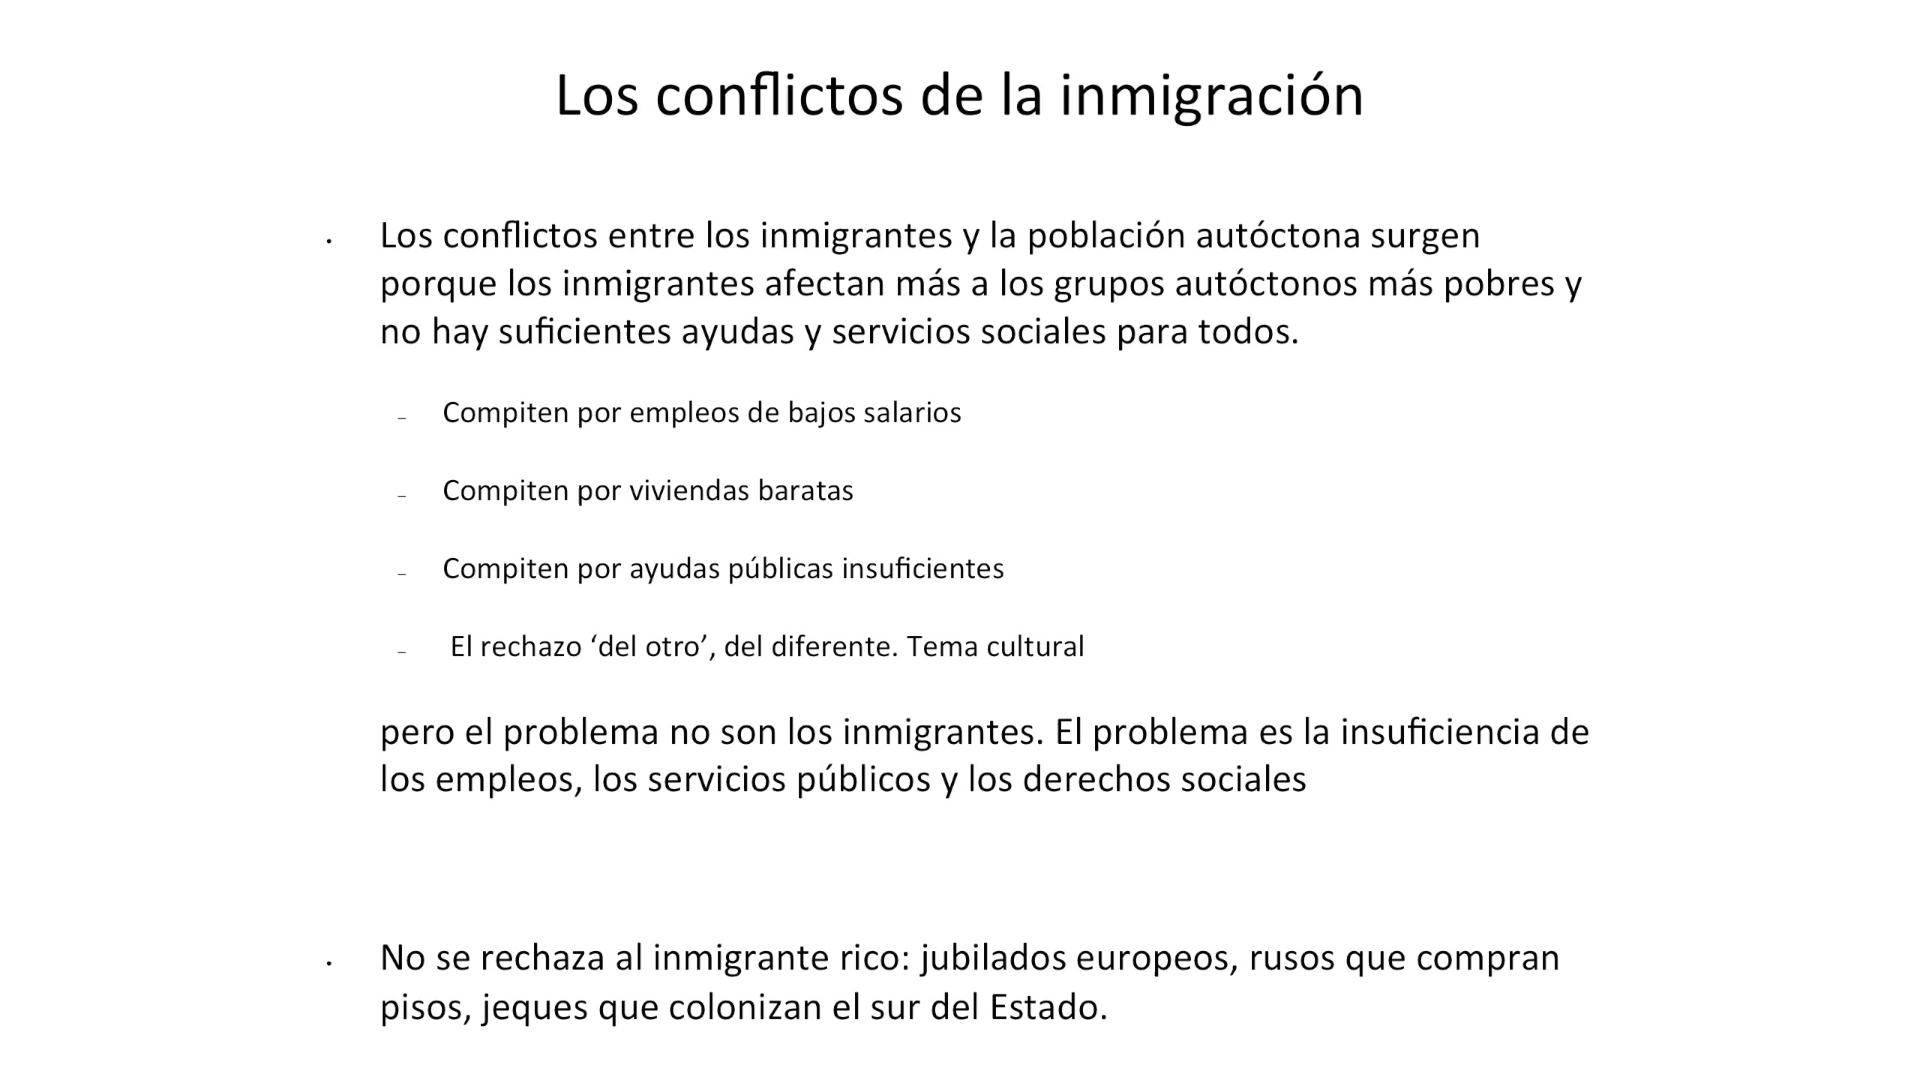 Los conflictos de la inmigración
• Los conflictos entre los inmigrantes y la población autóctona surgen
porque los inmigrantes afectan más a los grupos autóctonos más pobres y
no hay suficientes ayudas y servicios sociales para todos.
– Compiten por empleos de bajos salarios
– Compiten por viviendas baratas
– Compiten por ayudas públicas insuficientes
– El rechazo ‘del otro’, del diferente. Tema cultural
pero el problema no son los inmigrantes. El problema es la insuficiencia de
los empleos, los servicios públicos y los derechos sociales
• No se rechaza al inmigrante rico: jubilados europeos, rusos que compran
pisos, jeques que colonizan el sur del Estado.